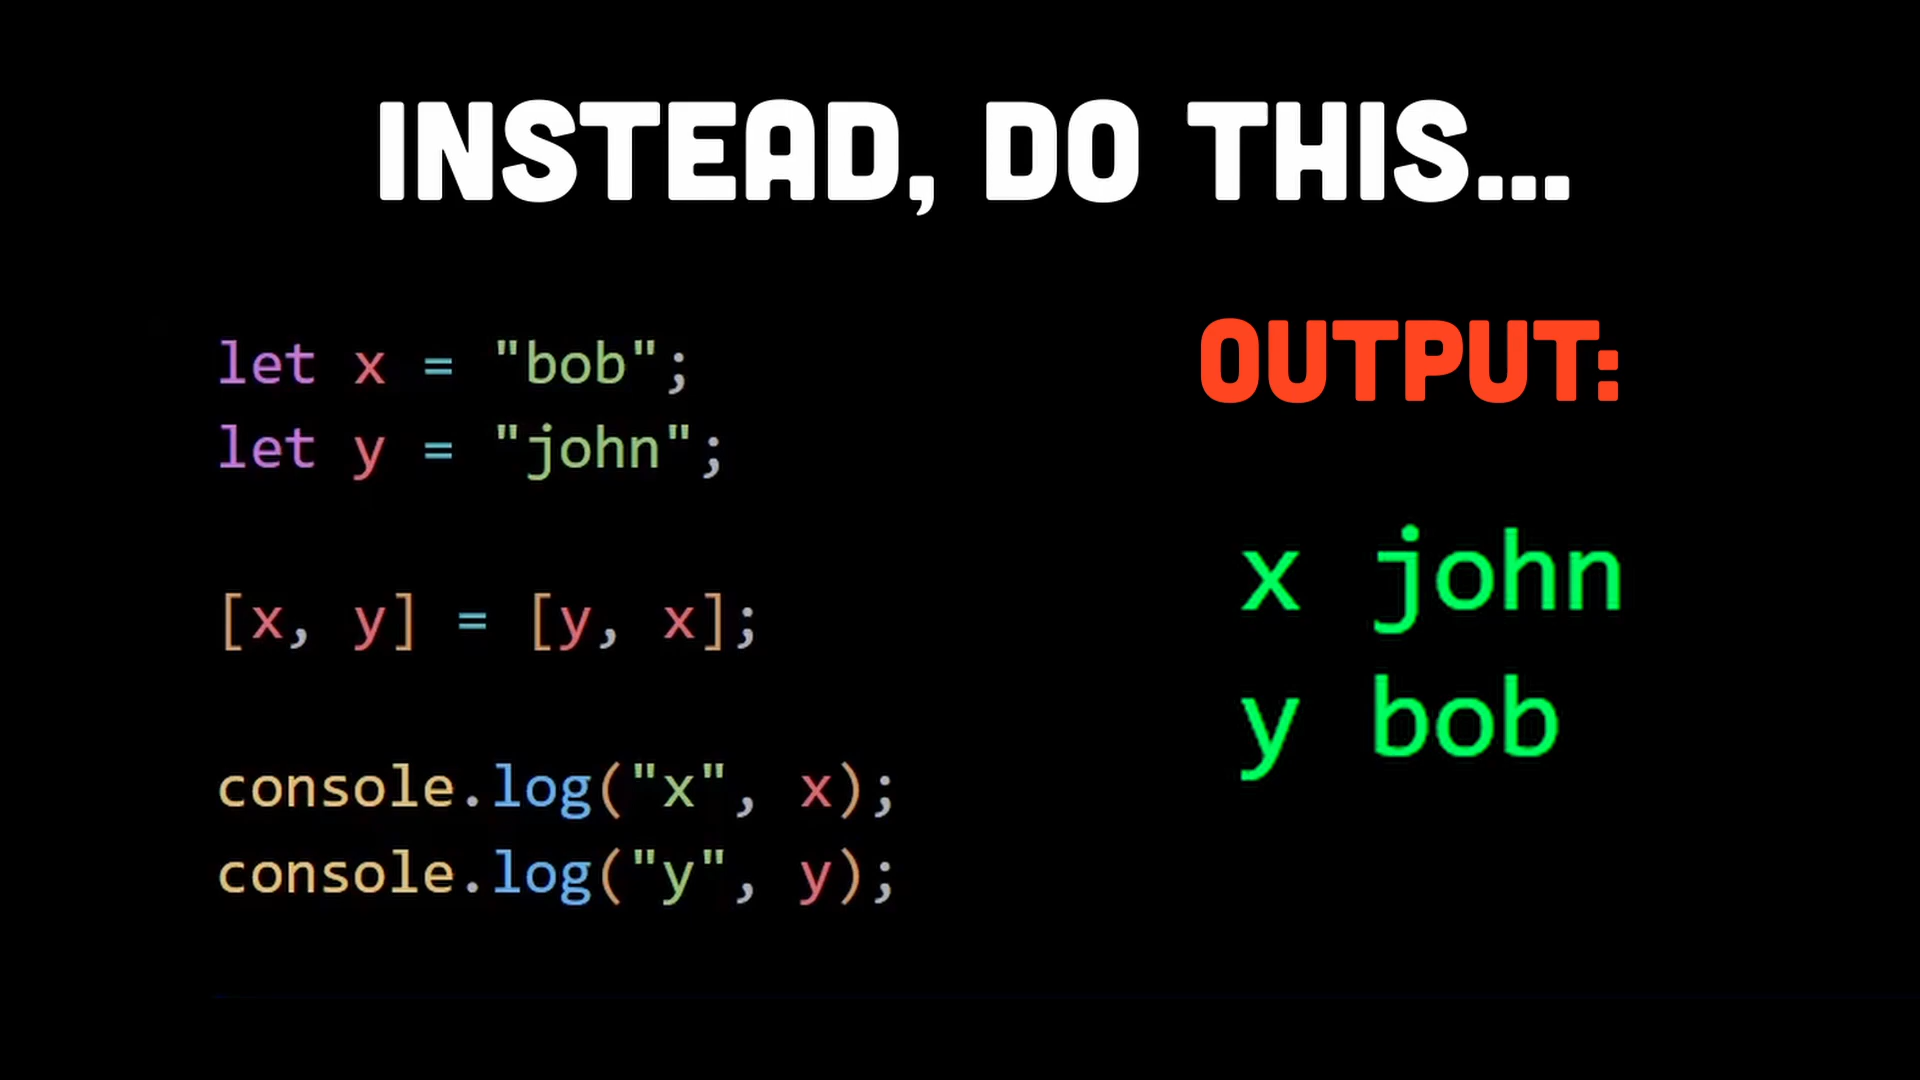 INSTEAD, DO THIS...
let x = "bob";
let y = "john";
[x, y] = [y, x];
console.log("x", x);
console.log("y", y);
OUTPUT:
x john
y bob